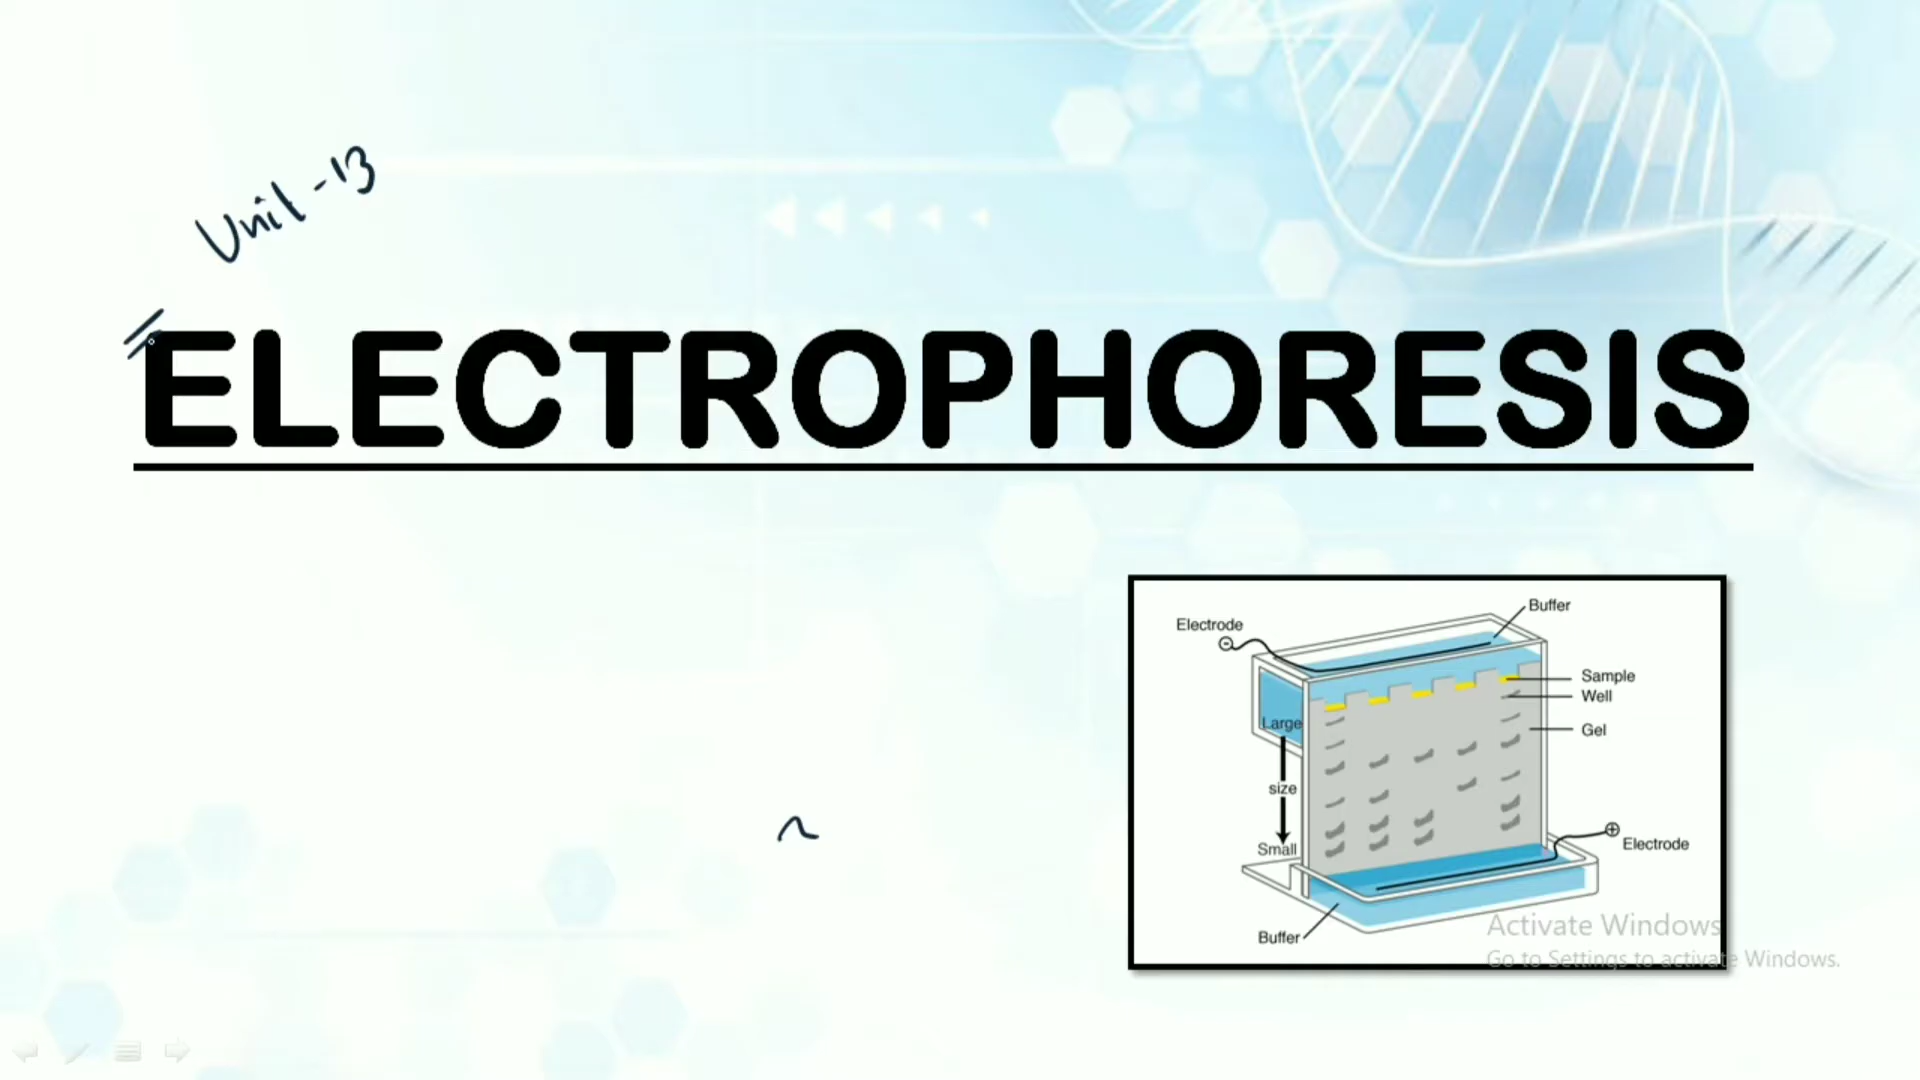 Unit - 13
ELECTROPHORESIS
Buffer
Electrode
Sample
Well
Large
Gel
size
Electrode
Small
Buffer
Activate Windows
Go to Settings to activate Windows.